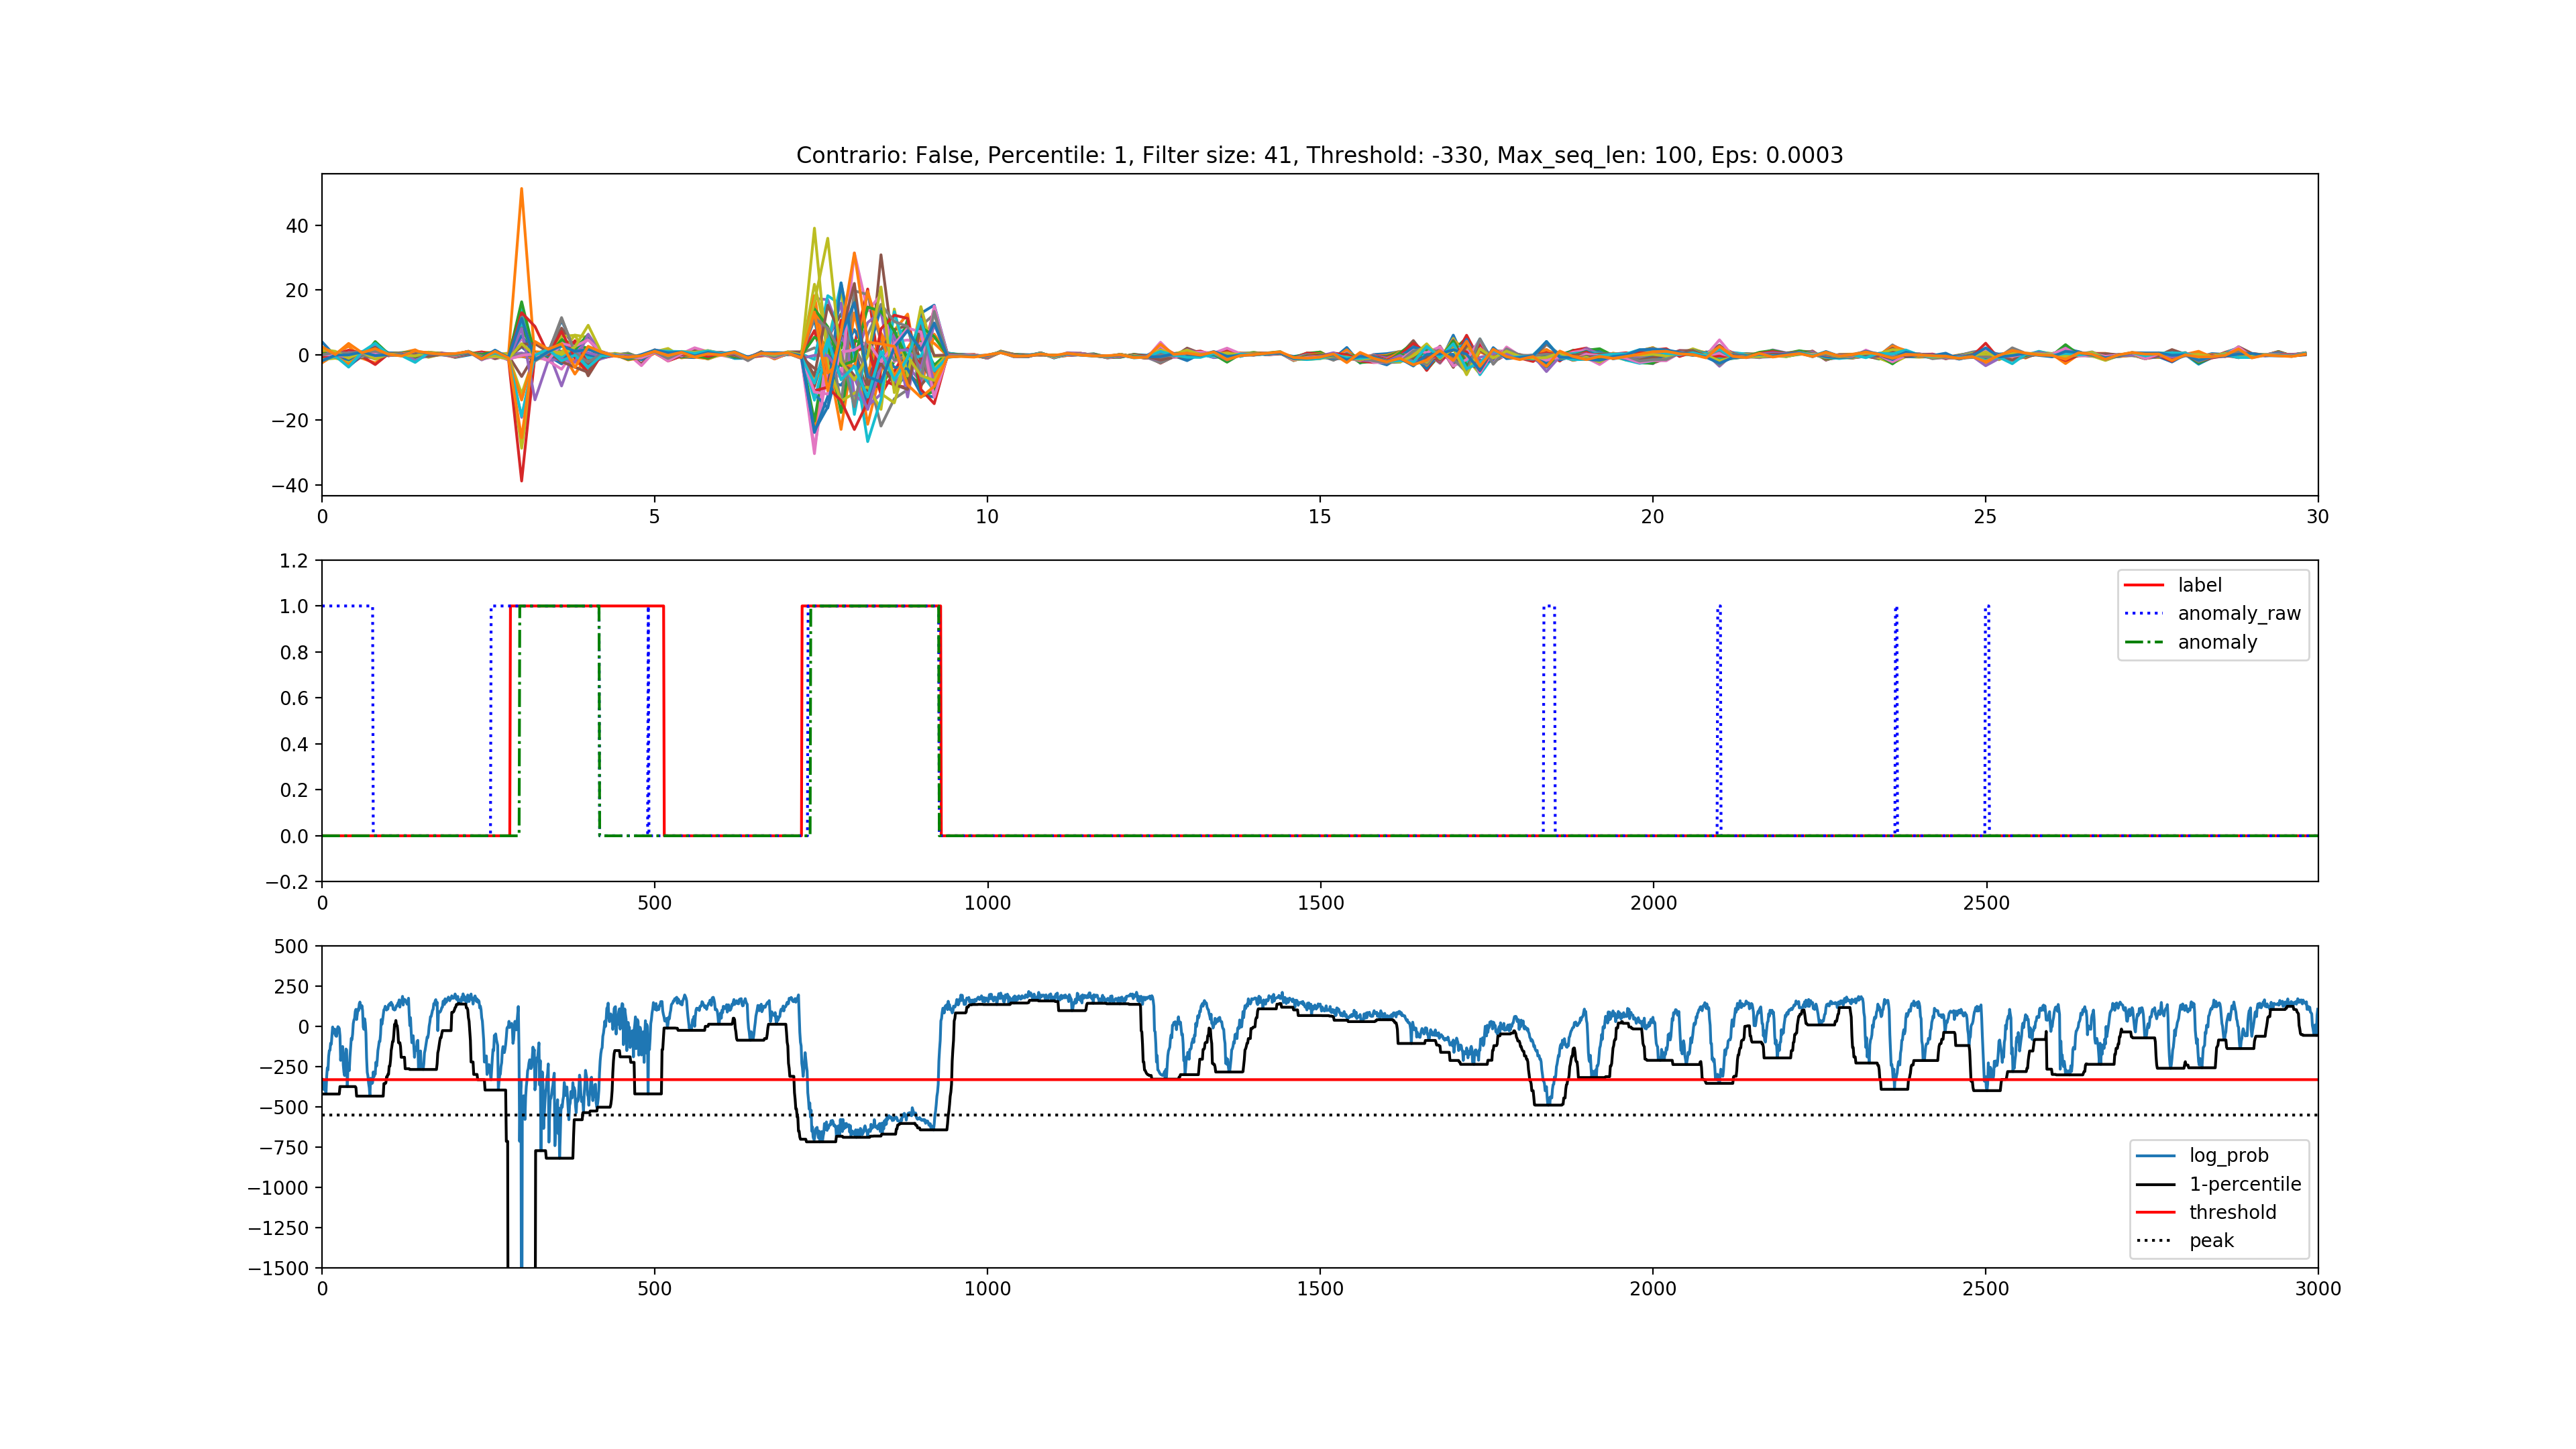 Contrario: False, Percentile: 1, Filter size: 41, Threshold: -330, Max_seq_len: 100, Eps: 0.0003
40
20
0
−20
−40
0 5 10 15 20 25 30
1.2
1.0
0.8
0.6
0.4
0.2
0.0
−0.2
label
anomaly_raw
anomaly
0 500 1000 1500 2000 2500
500
250
0
−250
−500
−750
−1000
−1250
−1500
log_prob
1-percentile
threshold
peak
0 500 1000 1500 2000 2500 3000